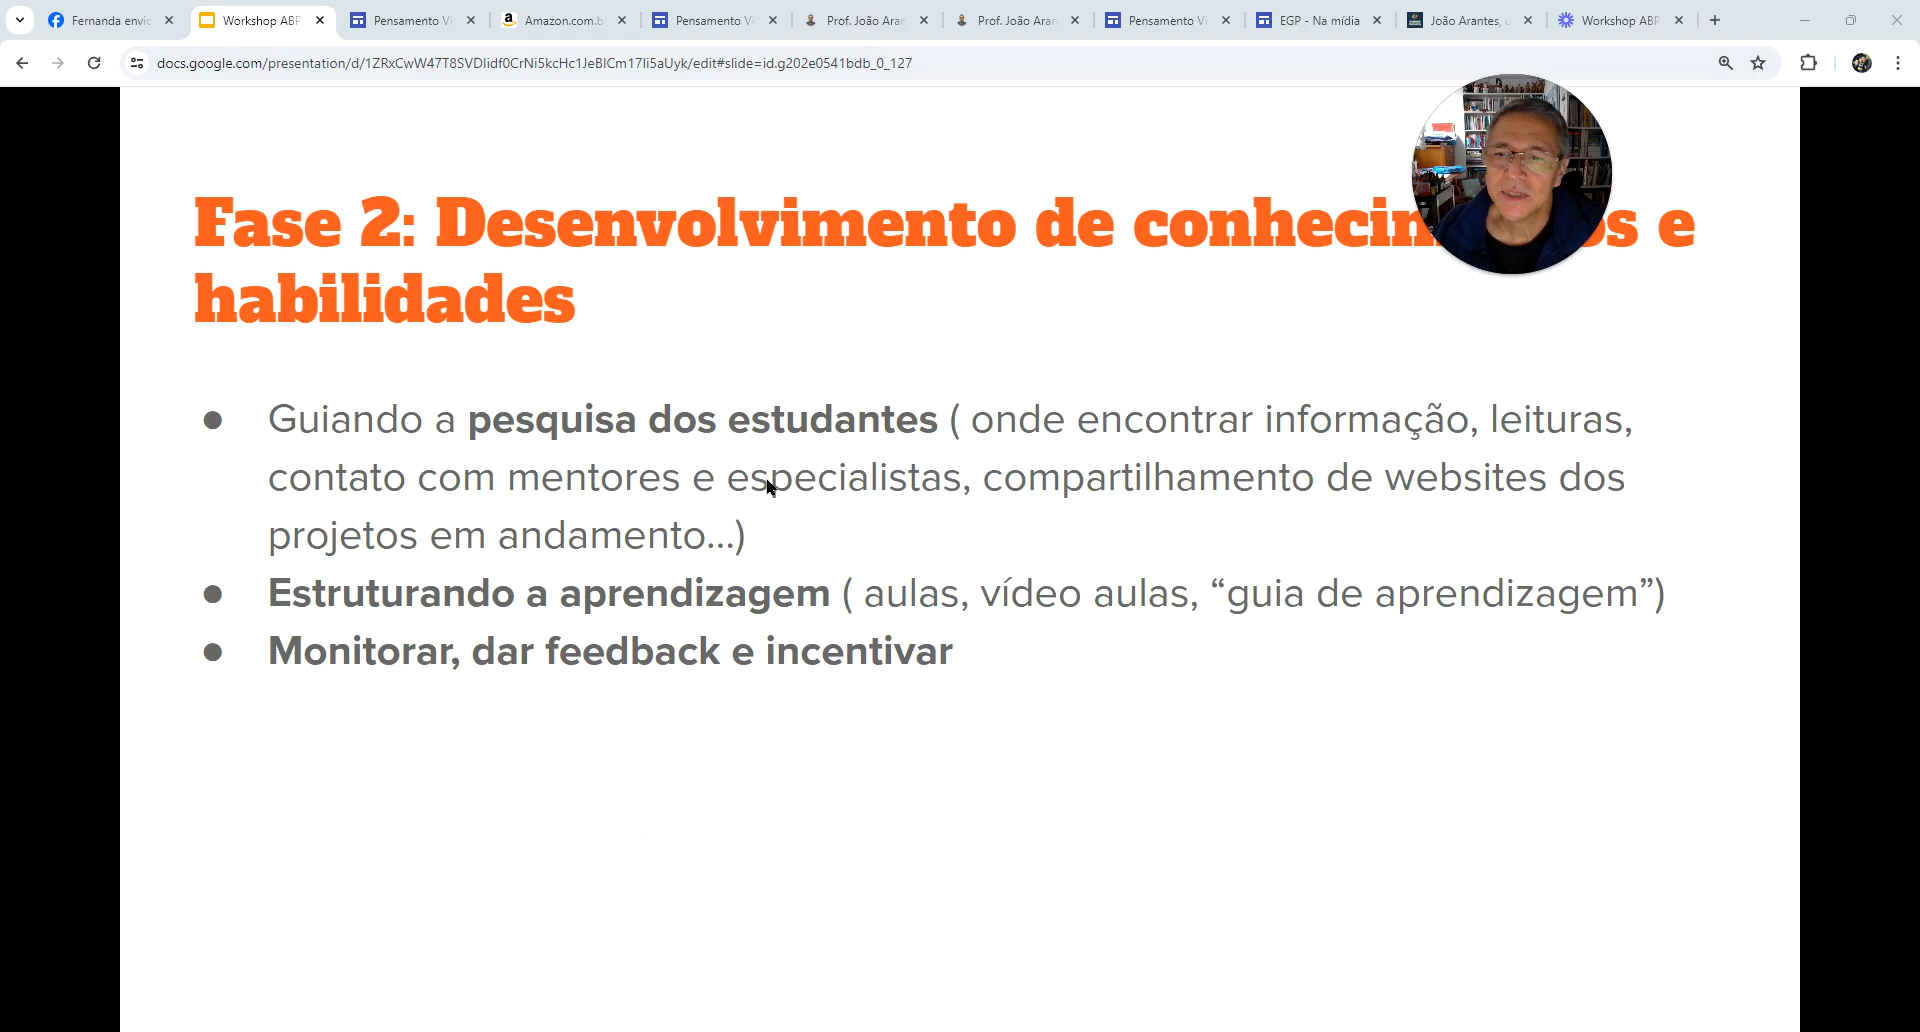 Fernanda envic
Workshop ABP
Pensamento Vi
Amazon.com.b
Pensamento Vi
Prof. João Aran
Prof. João Aran
Pensamento Vi
EGP - Na mídia
João Arantes, u
Workshop ABP
docs.google.com/presentation/d/1ZRxCwW47T8SVDIidf0CrNi5kcHc1JeBICm17Ii5aUyk/edit#slide=id.g202e0541bdb_0_127
Fase 2: Desenvolvimento de conhecim os e
habilidades
● Guiando a pesquisa dos estudantes ( onde encontrar informação, leituras,
contato com mentores e especialistas, compartilhamento de websites dos
projetos em andamento...)
● Estruturando a aprendizagem ( aulas, vídeo aulas, “guia de aprendizagem”)
● Monitorar, dar feedback e incentivar